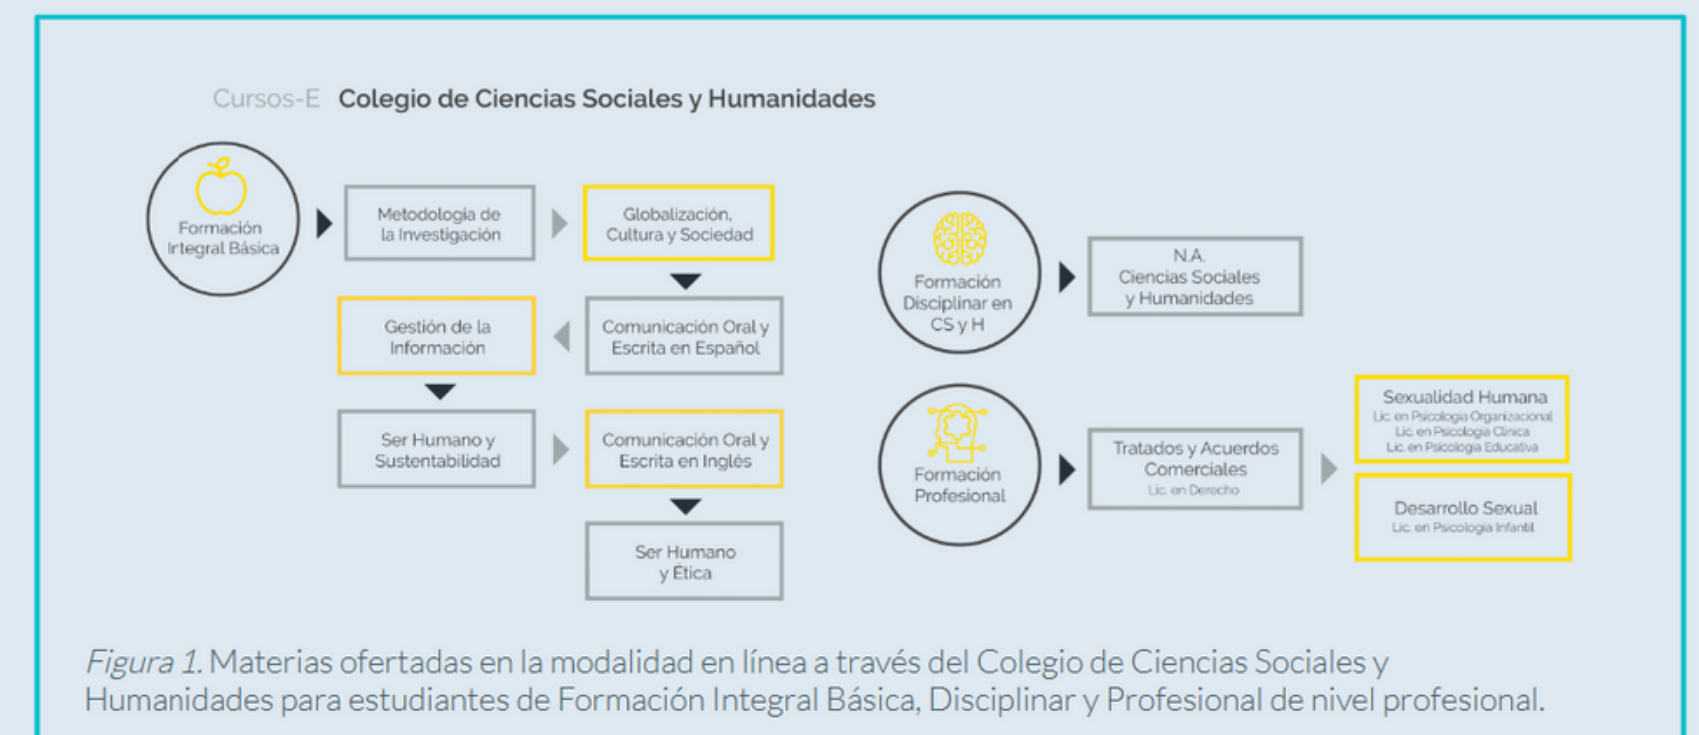 Cursos-E Colegio de Ciencias Sociales y Humanidades
Formación
Integral Básica
Metodología de
la Investigación
Globalización,
Cultura y Sociedad
Comunicación Oral y
Escrita en Español
Gestión de la
Información
Ser Humano y
Sustentabilidad
Comunicación Oral y
Escrita en Inglés
Ser Humano
y Ética
Formación
Disciplinar en
CS y H
N.A.
Ciencias Sociales
y Humanidades
Formación
Profesional
Tratados y Acuerdos
Comerciales
Lic. en Derecho
Sexualidad Humana
Lic. en Psicología Organizacional
Lic. en Psicología Clínica
Lic. en Psicología Educativa
Desarrollo Sexual
Lic. en Psicología Infantil
Figura 1. Materias ofertadas en la modalidad en línea a través del Colegio de Ciencias Sociales y
Humanidades para estudiantes de Formación Integral Básica, Disciplinar y Profesional de nivel profesional.